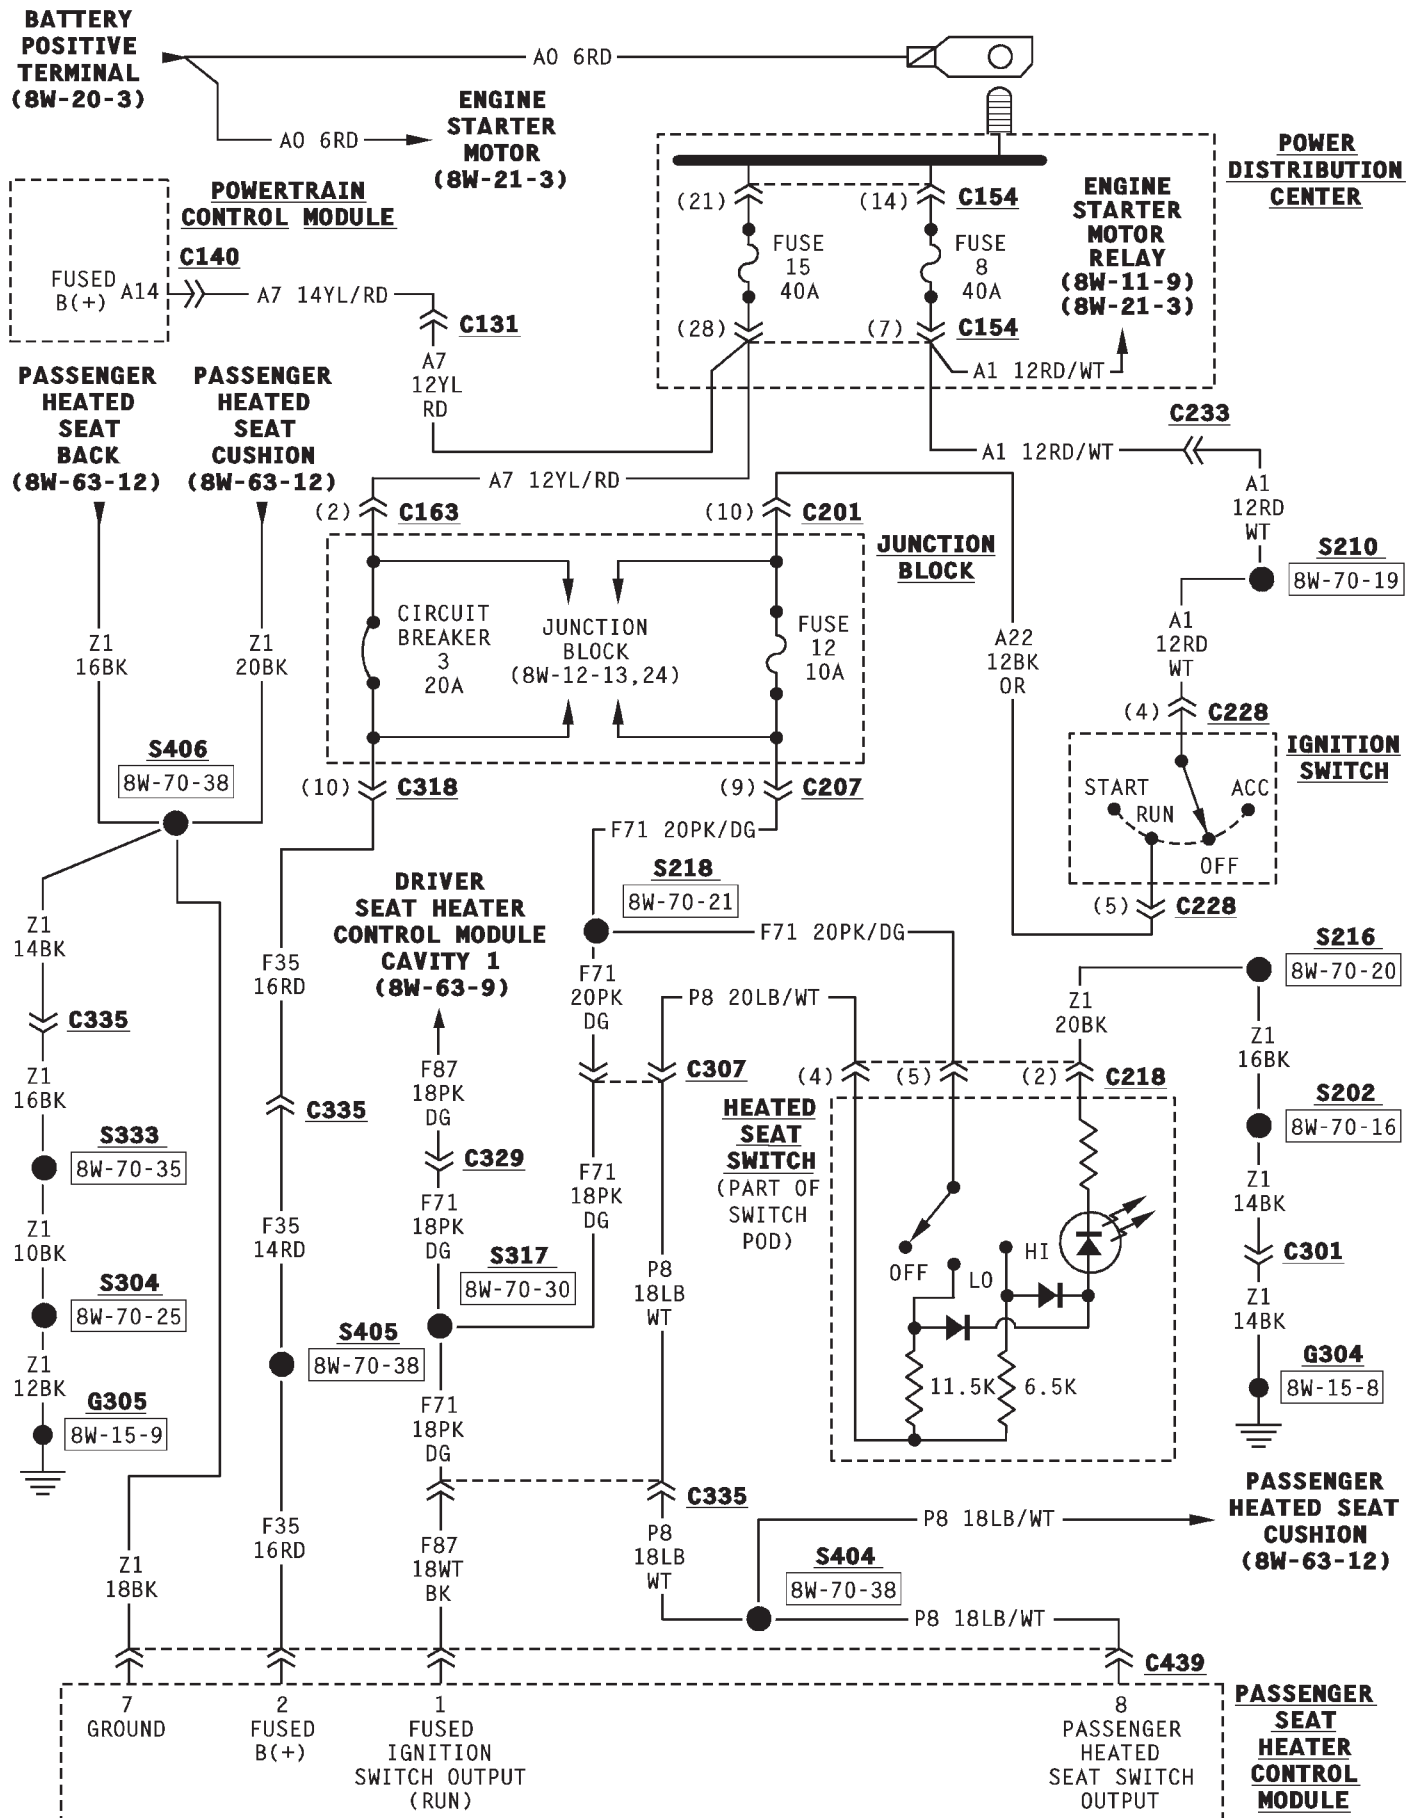 BATTERY
POSITIVE
TERMINAL
(8W-20-3)
A0 6RD
A0 6RD
ENGINE
STARTER
MOTOR
(8W-21-3)
POWER
DISTRIBUTION
CENTER
(21)
(14)
C154
FUSE
15
40A
FUSE
8
40A
(28)
(7)
C154
ENGINE
STARTER
MOTOR
RELAY
(8W-11-9)
(8W-21-3)
A1 12RD/WT
POWERTRAIN
CONTROL MODULE
C140
FUSED
B(+)
A14
A7 14YL/RD
C131
A7
12YL
RD
PASSENGER
HEATED
SEAT
BACK
(8W-63-12)
PASSENGER
HEATED
SEAT
CUSHION
(8W-63-12)
C233
A1 12RD/WT
A1
12RD
WT
S210
8W-70-19
A7 12YL/RD
(2)
C163
(10)
C201
JUNCTION
BLOCK
CIRCUIT
BREAKER
3
20A
JUNCTION
BLOCK
(8W-12-13,24)
FUSE
12
10A
A22
12BK
OR
A1
12RD
WT
(4)
C228
IGNITION
SWITCH
START
RUN
ACC
OFF
(5)
C228
Z1
16BK
Z1
20BK
S406
8W-70-38
(10)
C318
(9)
C207
F71 20PK/DG
S218
8W-70-21
F71 20PK/DG
DRIVER
SEAT HEATER
CONTROL MODULE
CAVITY 1
(8W-63-9)
Z1
14BK
F35
16RD
F71
20PK
DG
P8 20LB/WT
Z1
20BK
S216
8W-70-20
C335
Z1
16BK
F87
18PK
DG
C307
(4)
(5)
(2)
C218
Z1
16BK
C335
S202
8W-70-16
HEATED
SEAT
SWITCH
(PART OF
SWITCH
POD)
S333
8W-70-35
C329
F71
18PK
DG
F71
18PK
DG
Z1
14BK
Z1
10BK
F35
14RD
S317
8W-70-30
P8
18LB
WT
OFF
LO
HI
C301
S304
8W-70-25
S405
8W-70-38
Z1
14BK
Z1
12BK
11.5K
6.5K
G304
8W-15-8
G305
8W-15-9
F71
18PK
DG
C335
P8 18LB/WT
PASSENGER
HEATED SEAT
CUSHION
(8W-63-12)
Z1
18BK
F35
16RD
F87
18WT
BK
P8
18LB
WT
S404
8W-70-38
P8 18LB/WT
C439
7
GROUND
2
FUSED
B(+)
1
FUSED
IGNITION
SWITCH OUTPUT
(RUN)
8
PASSENGER
HEATED
SEAT SWITCH
OUTPUT
PASSENGER
SEAT
HEATER
CONTROL
MODULE